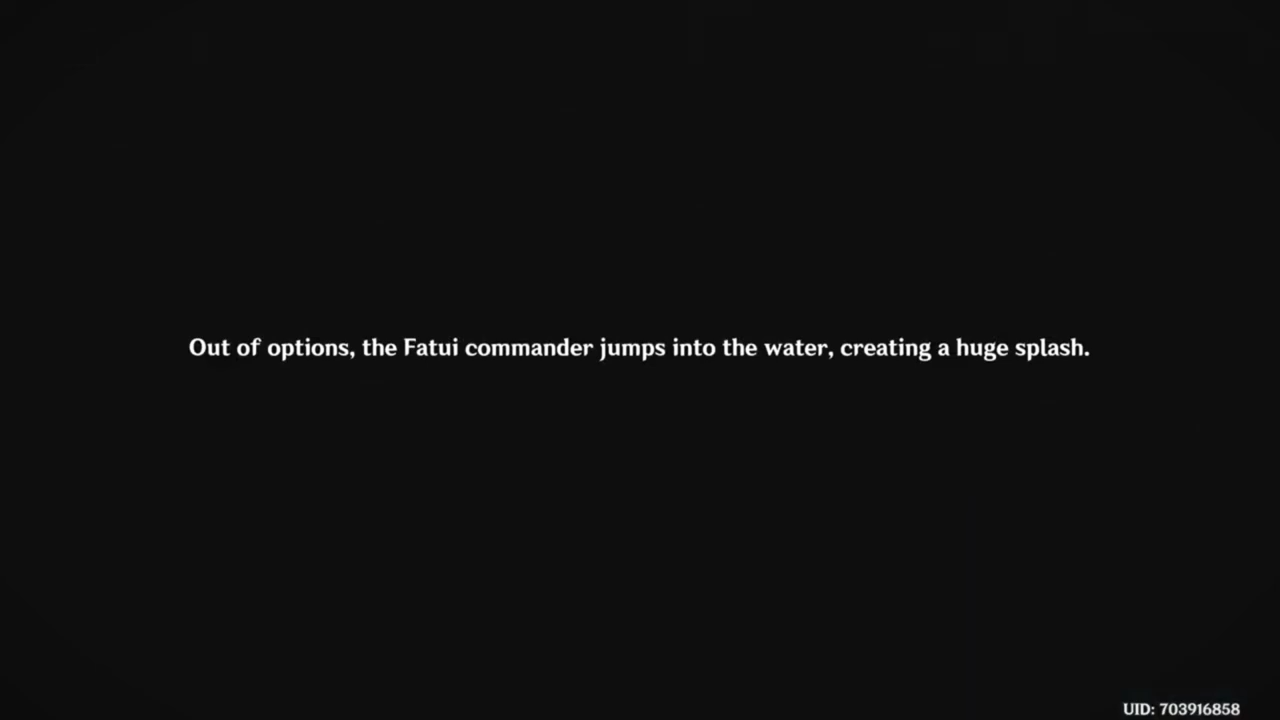 Out of options, the Fatui commander jumps into the water, creating a huge splash.
UID: 703916858